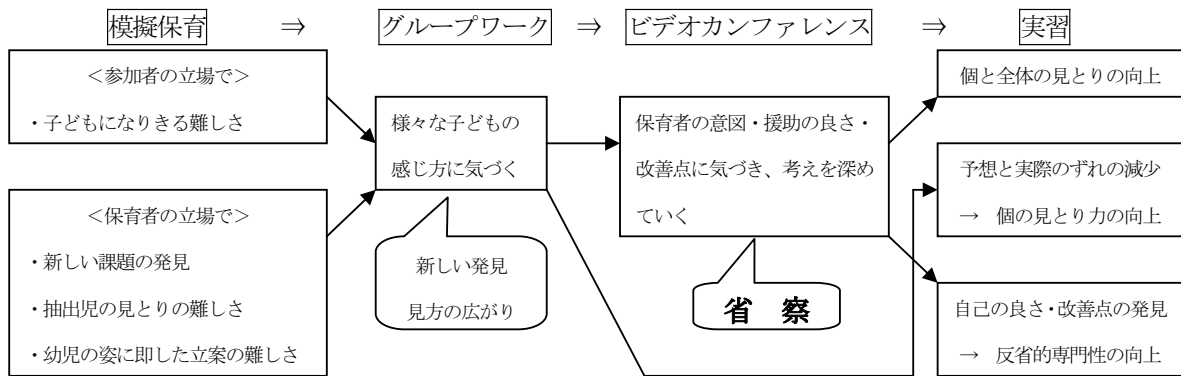 模擬保育 ⇒ グループワーク ⇒ ビデオカンファレンス ⇒ 実習
<参加者の立場で>
・子どもになりきる難しさ
<保育者の立場で>
・新しい課題の発見
・抽出児の見とりの難しさ
・幼児の姿に即した立案の難しさ
様々な子どもの
感じ方に気づく
新しい発見
見方の広がり
保育者の意図・援助の良さ・
改善点に気づき、考えを深め
ていく
省 察
個と全体の見とりの向上
予想と実際のずれの減少
→ 個の見とり力の向上
自己の良さ・改善点の発見
→ 反省的専門性の向上